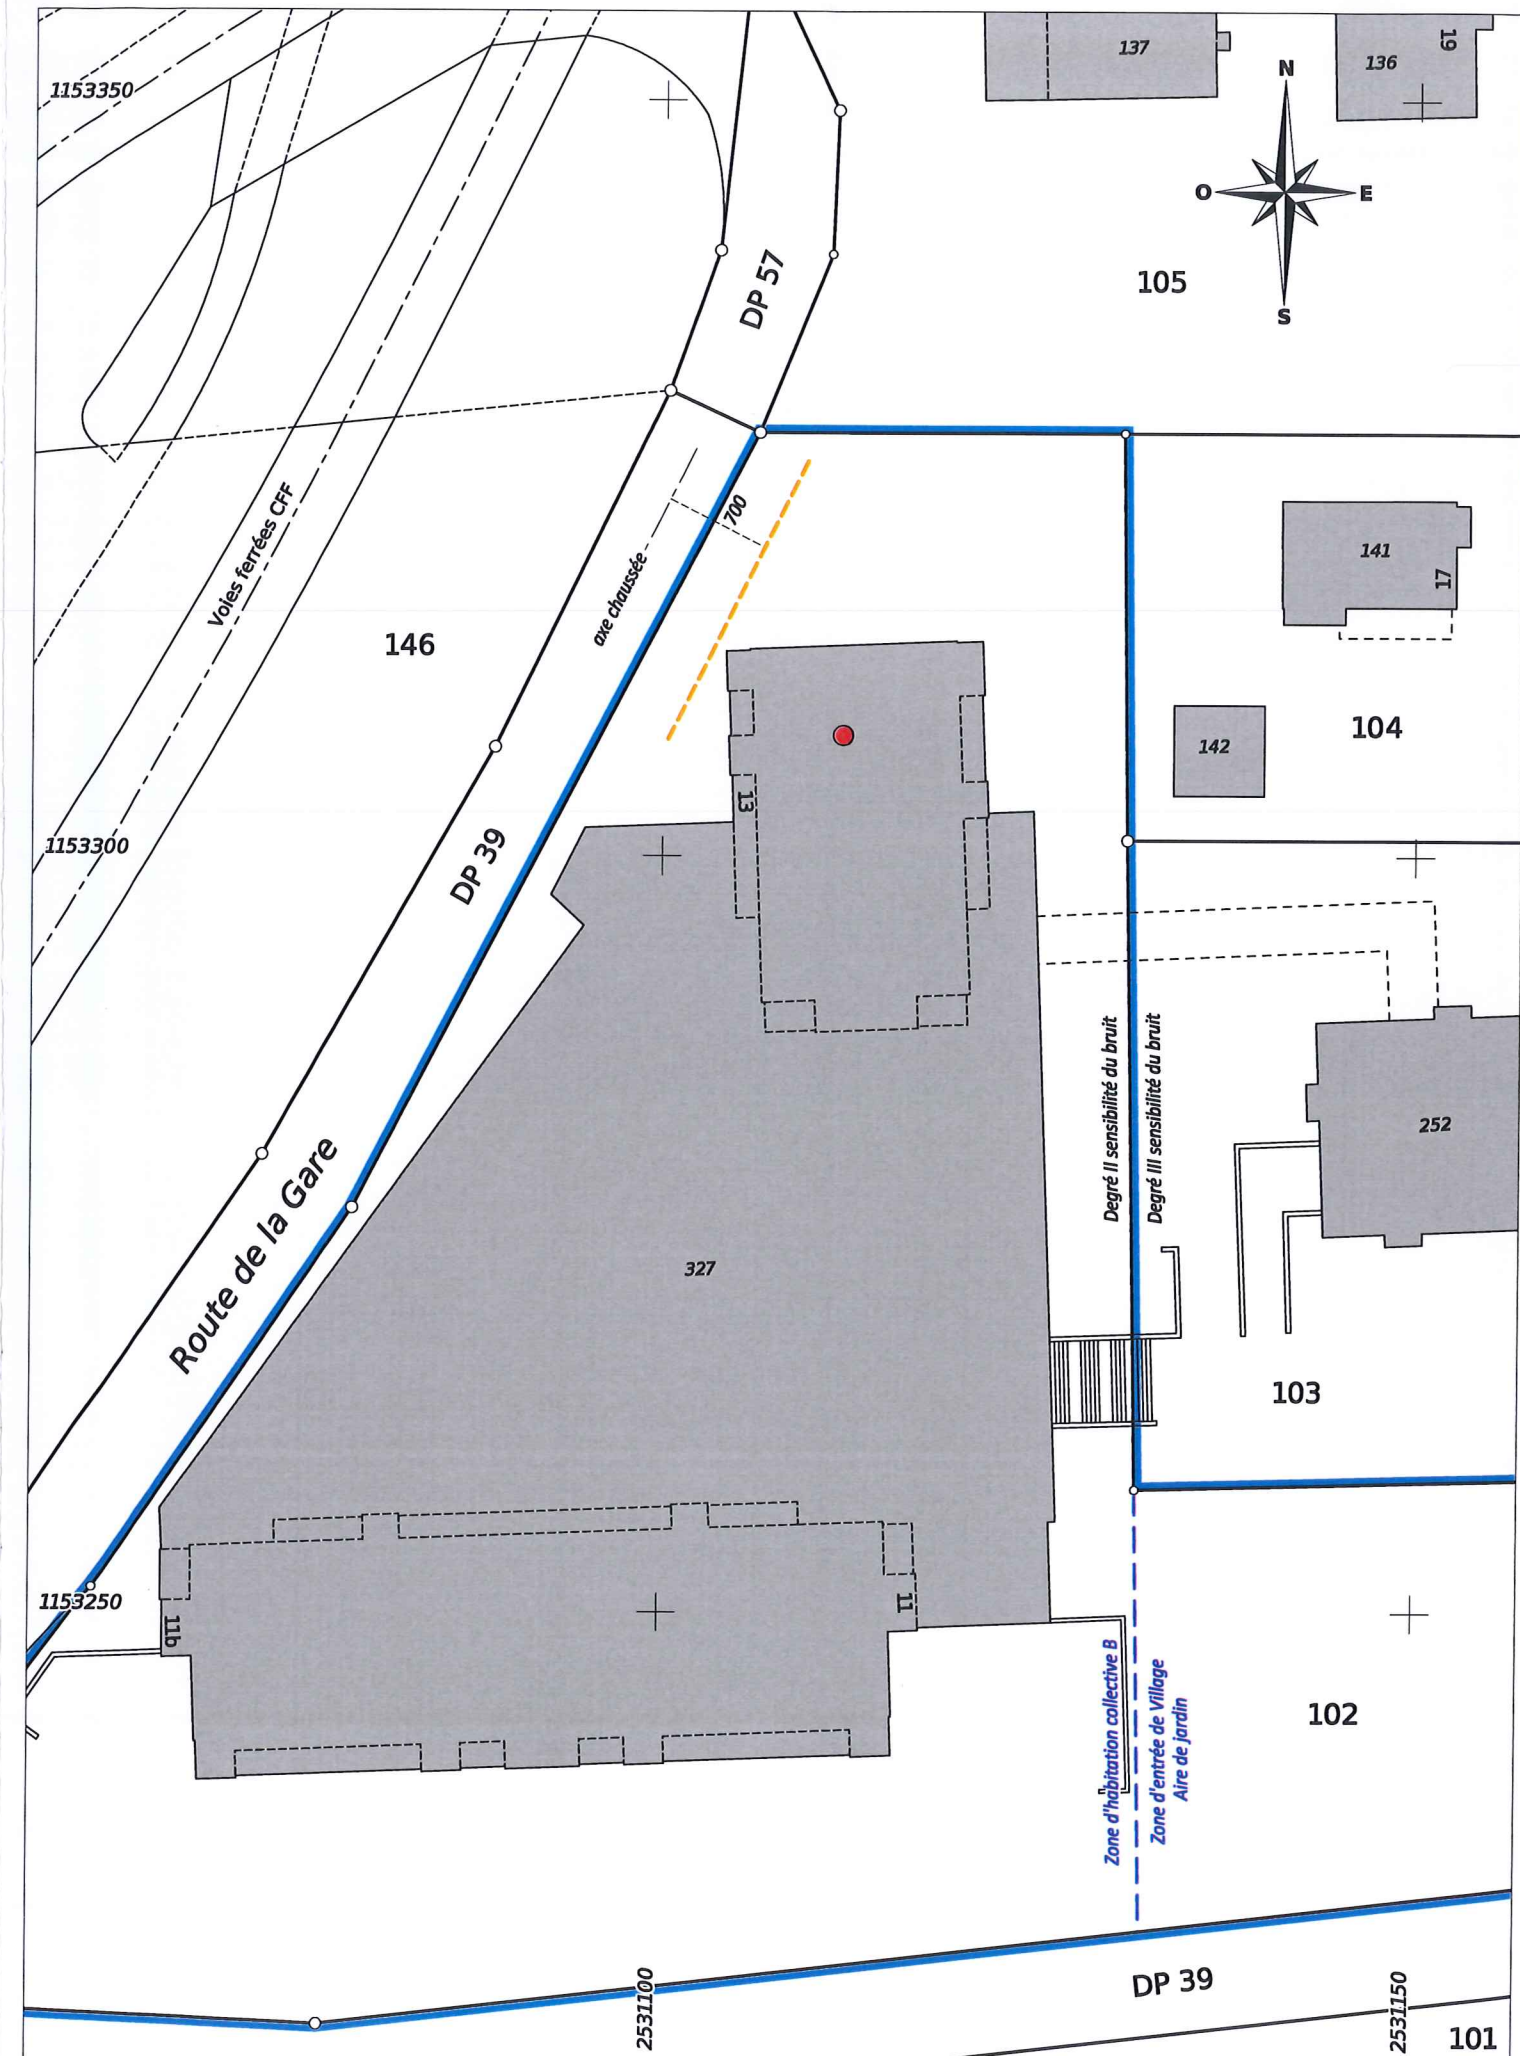 1153350
137
136
19
N
O
E
S
105
DP 57
Voies ferrées CFF
146
axe chaussée
700
141
17
142
104
13
1153300
DP 39
Degré II sensibilité du bruit
Degré III sensibilité du bruit
252
Route de la Gare
327
103
1153250
11b
11
Zone d'habitation collective B
Zone d'entrée de Village
Aire de jardin
102
2531100
DP 39
2531150
101